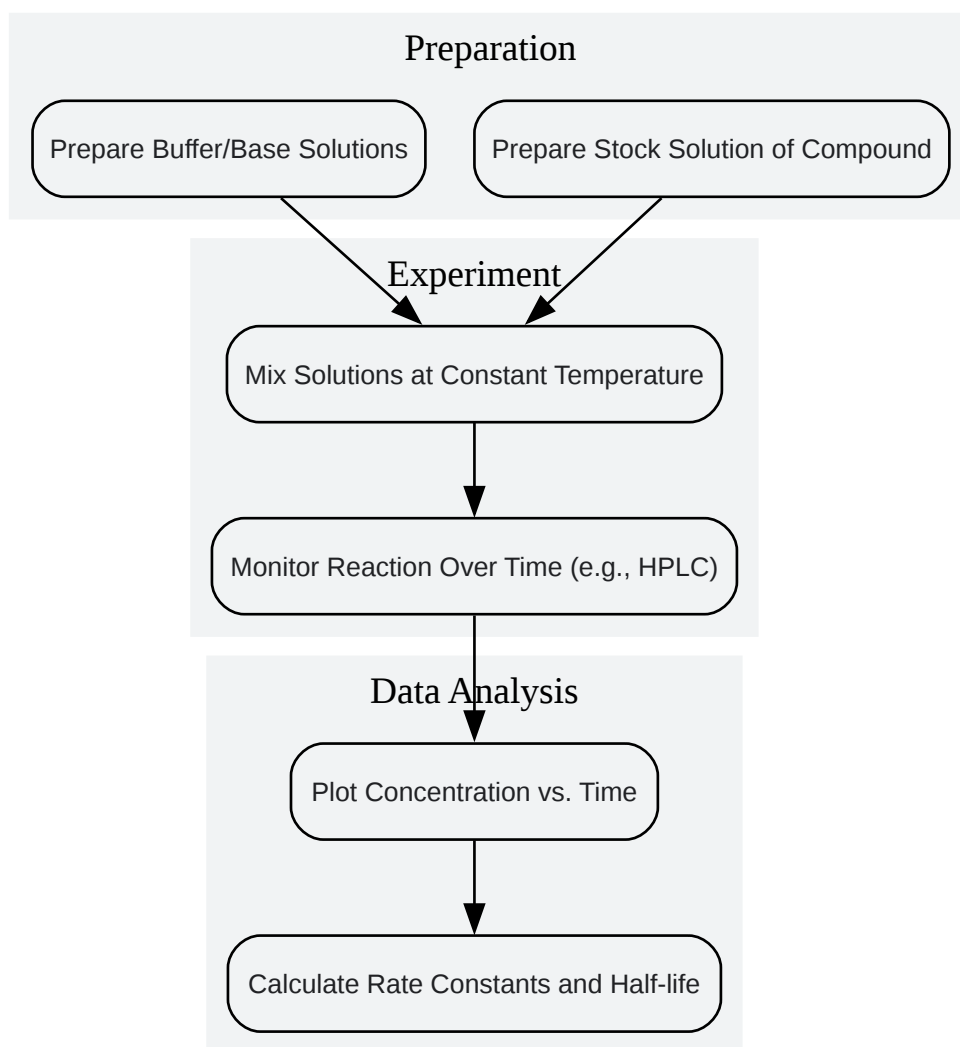 Preparation
Prepare Buffer/Base Solutions
Prepare Stock Solution of Compound
Experiment
Mix Solutions at Constant Temperature
Monitor Reaction Over Time (e.g., HPLC)
Data Analysis
Plot Concentration vs. Time
Calculate Rate Constants and Half-life